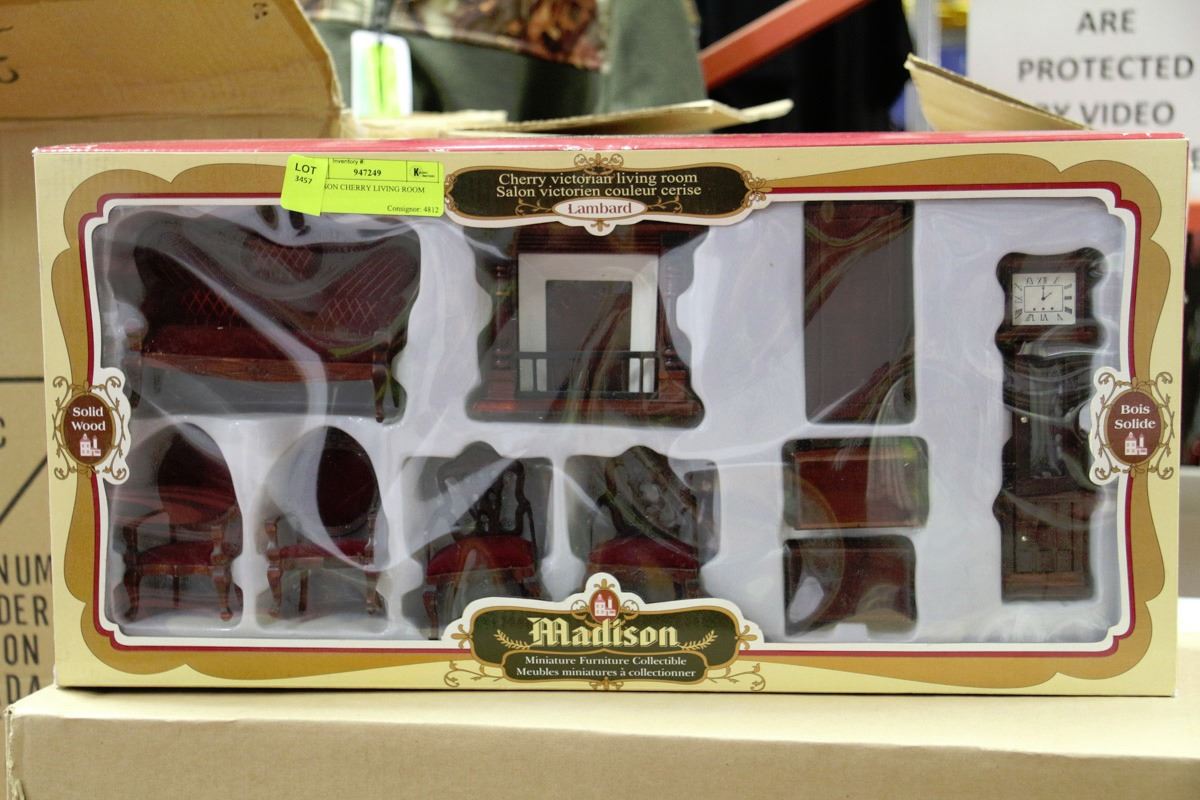 ARE
PROTECTED
BY VIDEO
LOT
3457
Inventory #:
947249
SON CHERRY LIVING ROOM
Consignor: 4812
Cherry victorian living room
Salon victorien couleur cerise
Lambard
Solid
Wood
Bois
Solide
Madison
Miniature Furniture Collectible
Meubles miniatures à collectionner
NUM
DER
ON
DA